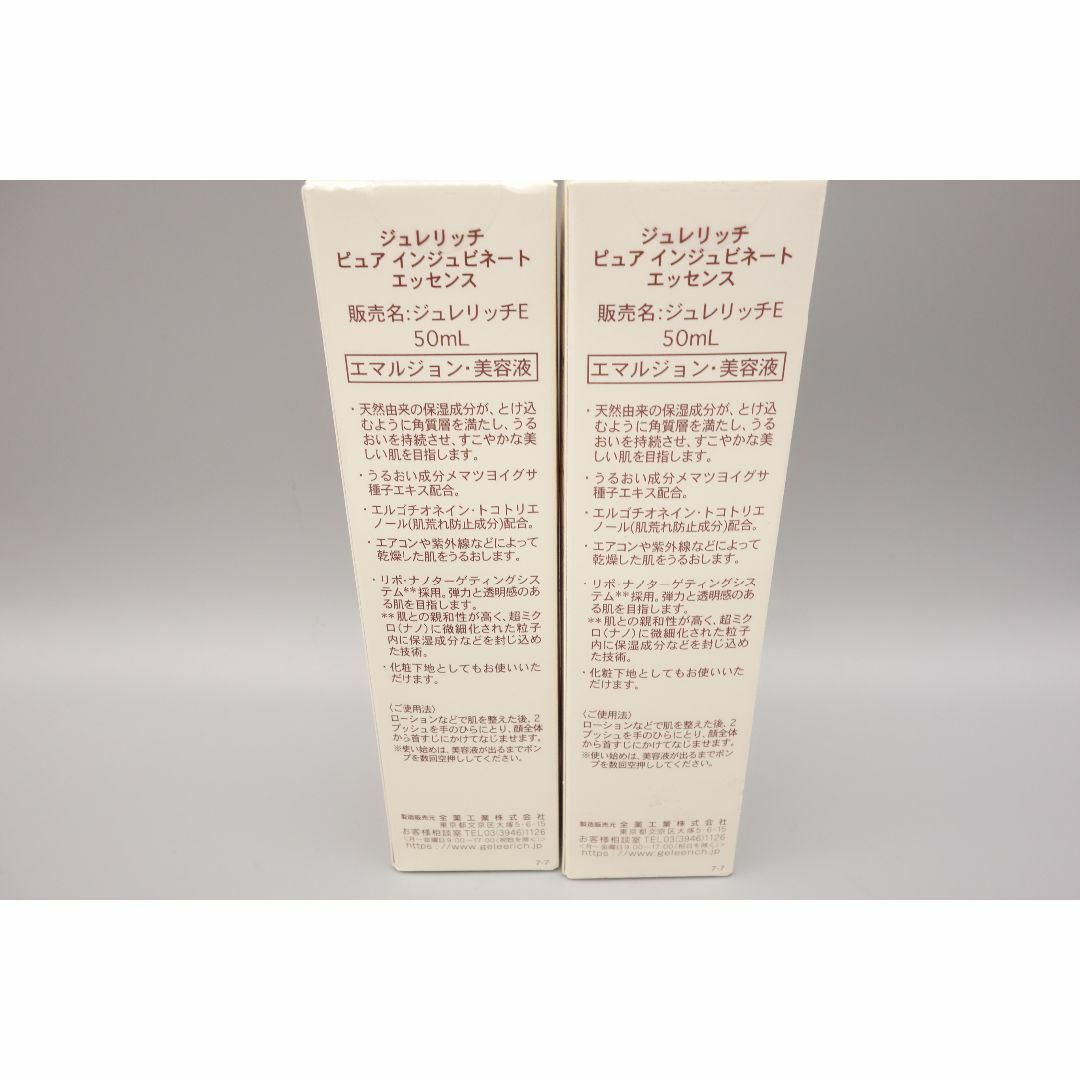 ジュレリッチ
ピュア インジュビネート
エッセンス
販売名:ジュレリッチE
50mL
エマルジョン・美容液
・天然由来の保湿成分が、とけ込
むように角質層を満たし、うる
おいを持続させ、すこやかな美
しい肌を目指します。
・うるおい成分メマツヨイグサ
種子エキス配合。
・エルゴチオネイン・トコトリエ
ノール(肌荒れ防止成分)配合。
・エアコンや紫外線などによって
乾燥した肌をうるおします。
・リポ・ナノターゲティングシス
テム**採用。弾力と透明感のあ
る肌を目指します。
**肌との親和性が高く、超ミク
ロ(ナノ)に微細化された粒子
内に保湿成分などを封じ込め
た技術。
・化粧下地としてもお使いいた
だけます。
〈ご使用法〉
ローションなどで肌を整えた後、2
プッシュを手のひらにとり、顔全体
から首すじにかけてなじませます。
※使い始めは、美容液が出るまでポン
プを数回空押ししてください。
製造販売元 全薬工業株式会社
東京都文京区大塚5-6-15
お客様相談室 TEL03(3946)1126
<月〜金曜日9:00〜17:00(祝日を除く)>
https://www.geleerich.jp
7-7
ジュレリッチ
ピュア インジュビネート
エッセンス
販売名:ジュレリッチE
50mL
エマルジョン・美容液
・天然由来の保湿成分が、とけ込
むように角質層を満たし、うる
おいを持続させ、すこやかな美
しい肌を目指します。
・うるおい成分メマツヨイグサ
種子エキス配合。
・エルゴチオネイン・トコトリエ
ノール(肌荒れ防止成分)配合。
・エアコンや紫外線などによって
乾燥した肌をうるおします。
・リポ・ナノターゲティングシス
テム**採用。弾力と透明感のあ
る肌を目指します。
**肌との親和性が高く、超ミク
ロ(ナノ)に微細化された粒子
内に保湿成分などを封じ込め
た技術。
・化粧下地としてもお使いいた
だけます。
〈ご使用法〉
ローションなどで肌を整えた後、2
プッシュを手のひらにとり、顔全体
から首すじにかけてなじませます。
※使い始めは、美容液が出るまでポン
プを数回空押ししてください。
製造販売元 全薬工業株式会社
東京都文京区大塚5-6-15
お客様相談室 TEL03(3946)1126
<月〜金曜日9:00〜17:00(祝日を除く)>
https://www.geleerich.jp
7-7